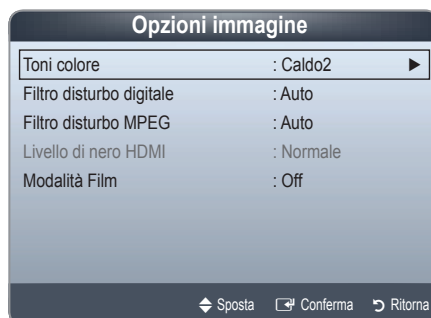 Opzioni immagine
Toni colore : Caldo2
Filtro disturbo digitale : Auto
Filtro disturbo MPEG : Auto
Livello di nero HDMI : Normale
Modalità Film : Off
Sposta Conferma Ritorna